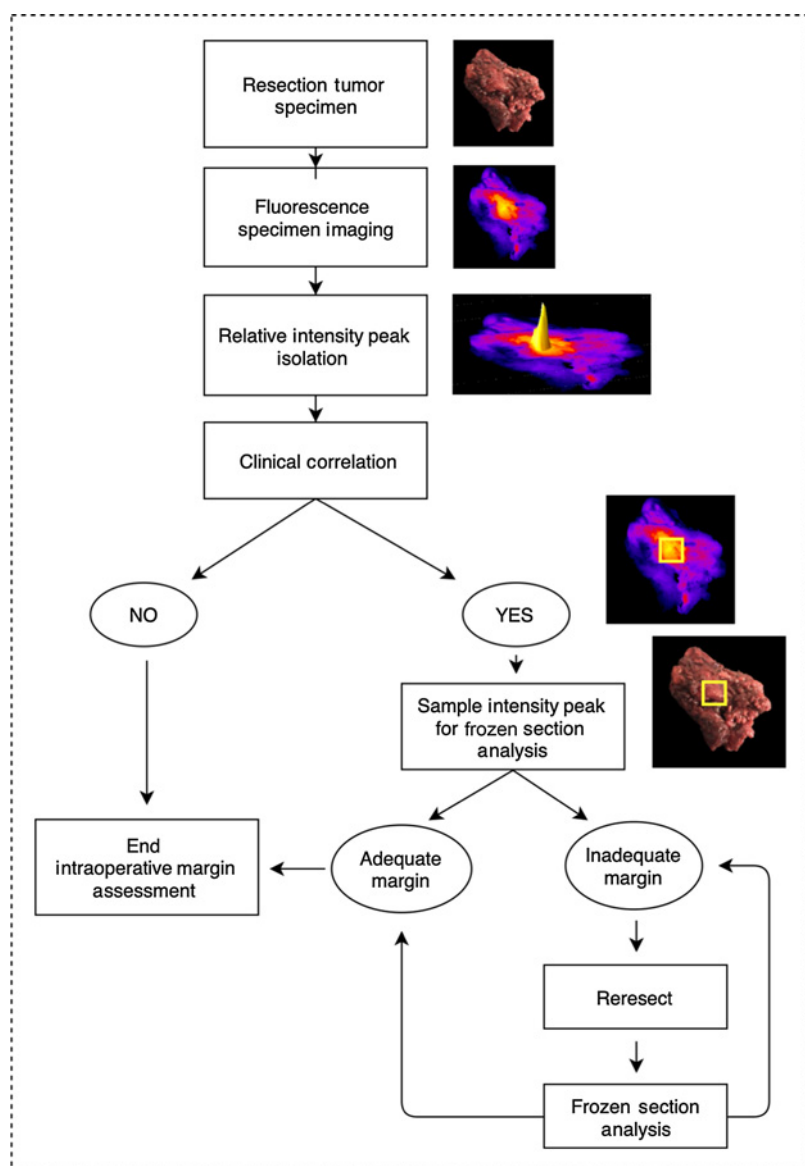 Resection tumor
specimen
Fluorescence
specimen imaging
Relative intensity peak
isolation
Clinical correlation
NO
YES
Sample intensity peak
for frozen section
analysis
End
intraoperative margin
assessment
Adequate
margin
Inadequate
margin
Reresect
Frozen section
analysis